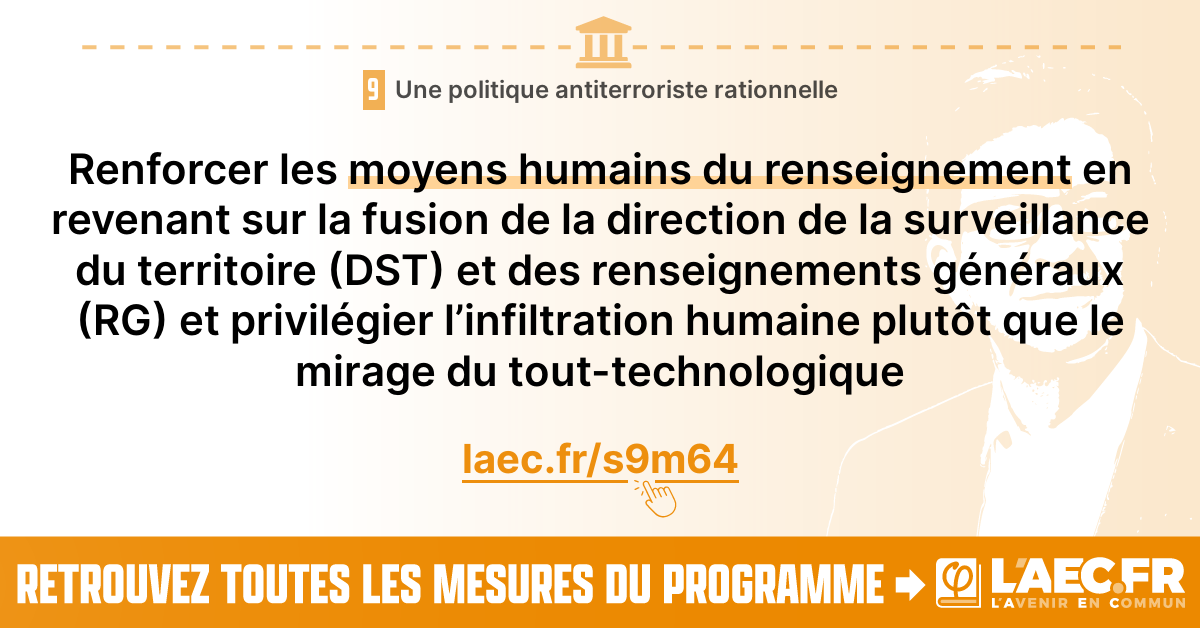 9 Une politique antiterroriste rationnelle
Renforcer les moyens humains du renseignement en
revenant sur la fusion de la direction de la surveillance
du territoire (DST) et des renseignements généraux
(RG) et privilégier l’infiltration humaine plutôt que le
mirage du tout-technologique
laec.fr/s9m64
RETROUVEZ TOUTES LES MESURES DU PROGRAMME
φ L'AEC.FR
L'AVENIR EN COMMUN